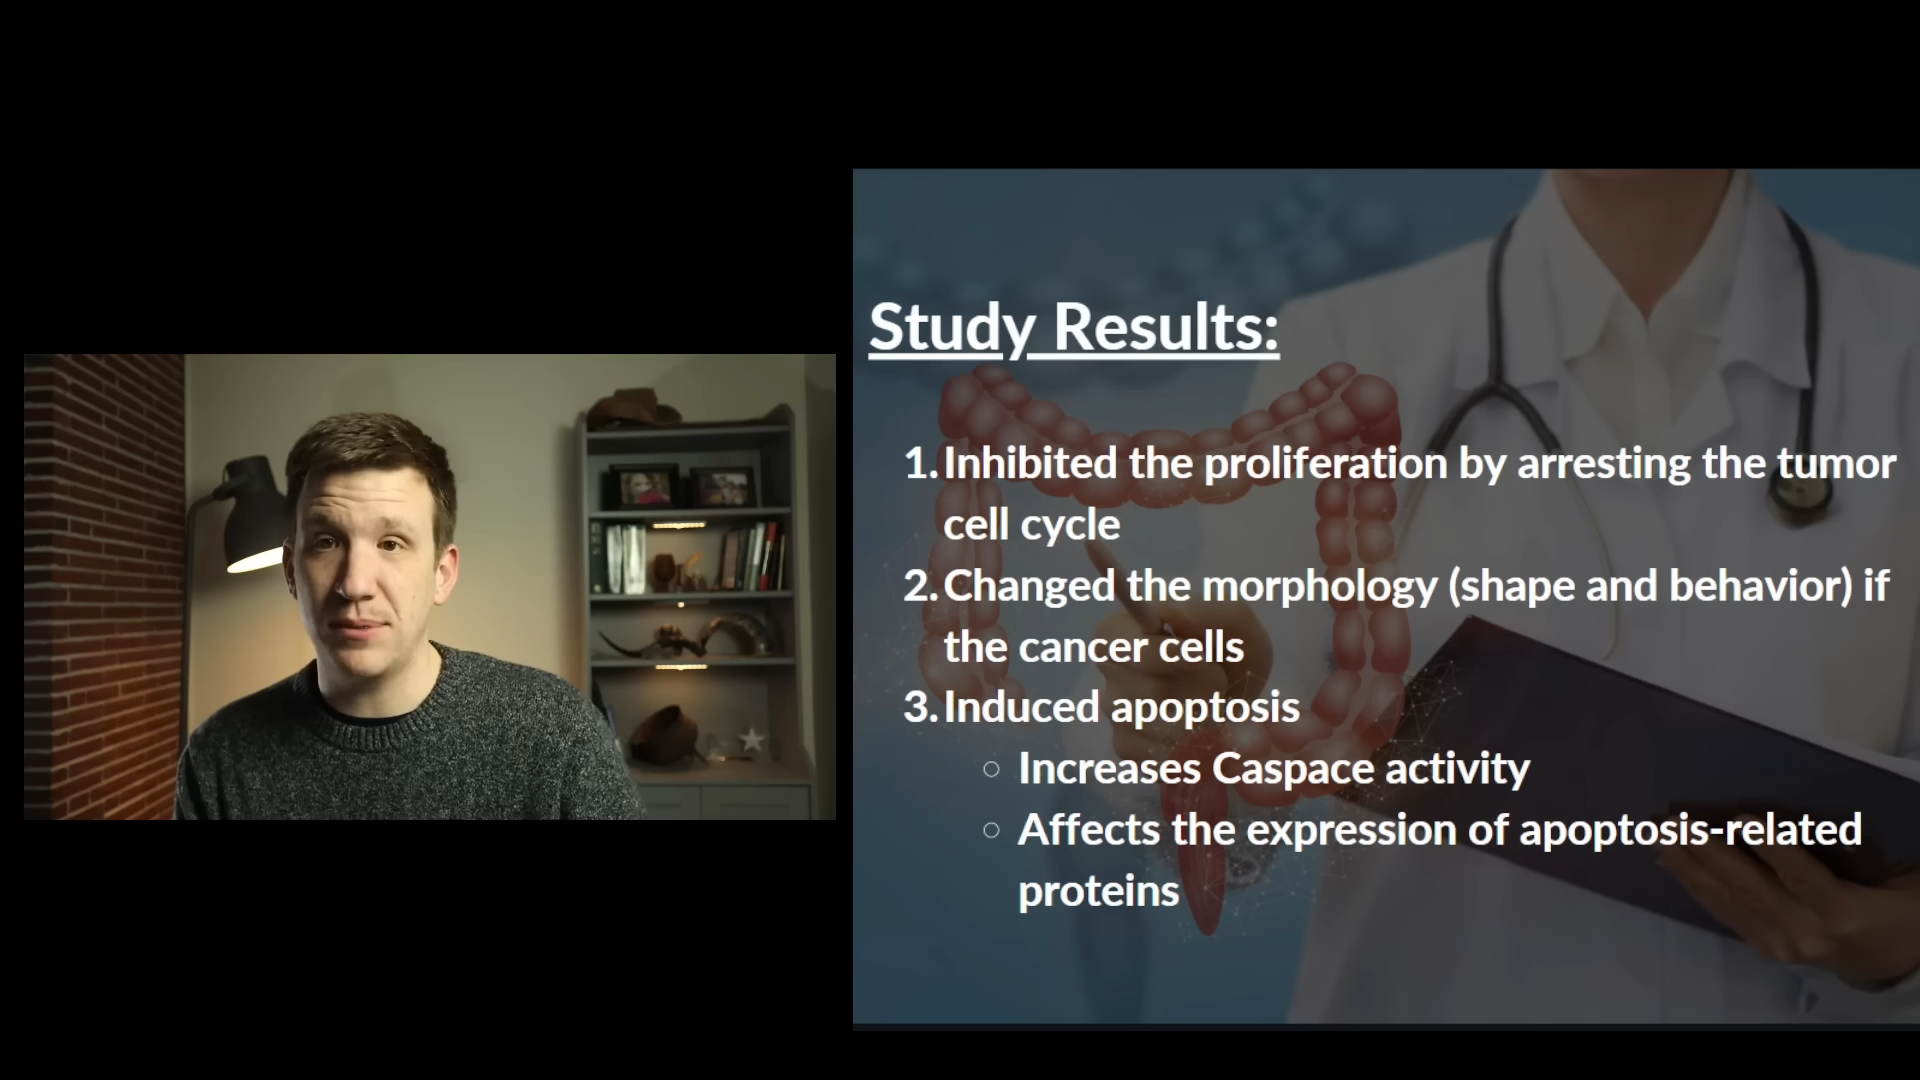 Study Results:
1. Inhibited the proliferation by arresting the tumor
cell cycle
2. Changed the morphology (shape and behavior) if
the cancer cells
3. Induced apoptosis
○ Increases Caspace activity
○ Affects the expression of apoptosis-related
proteins